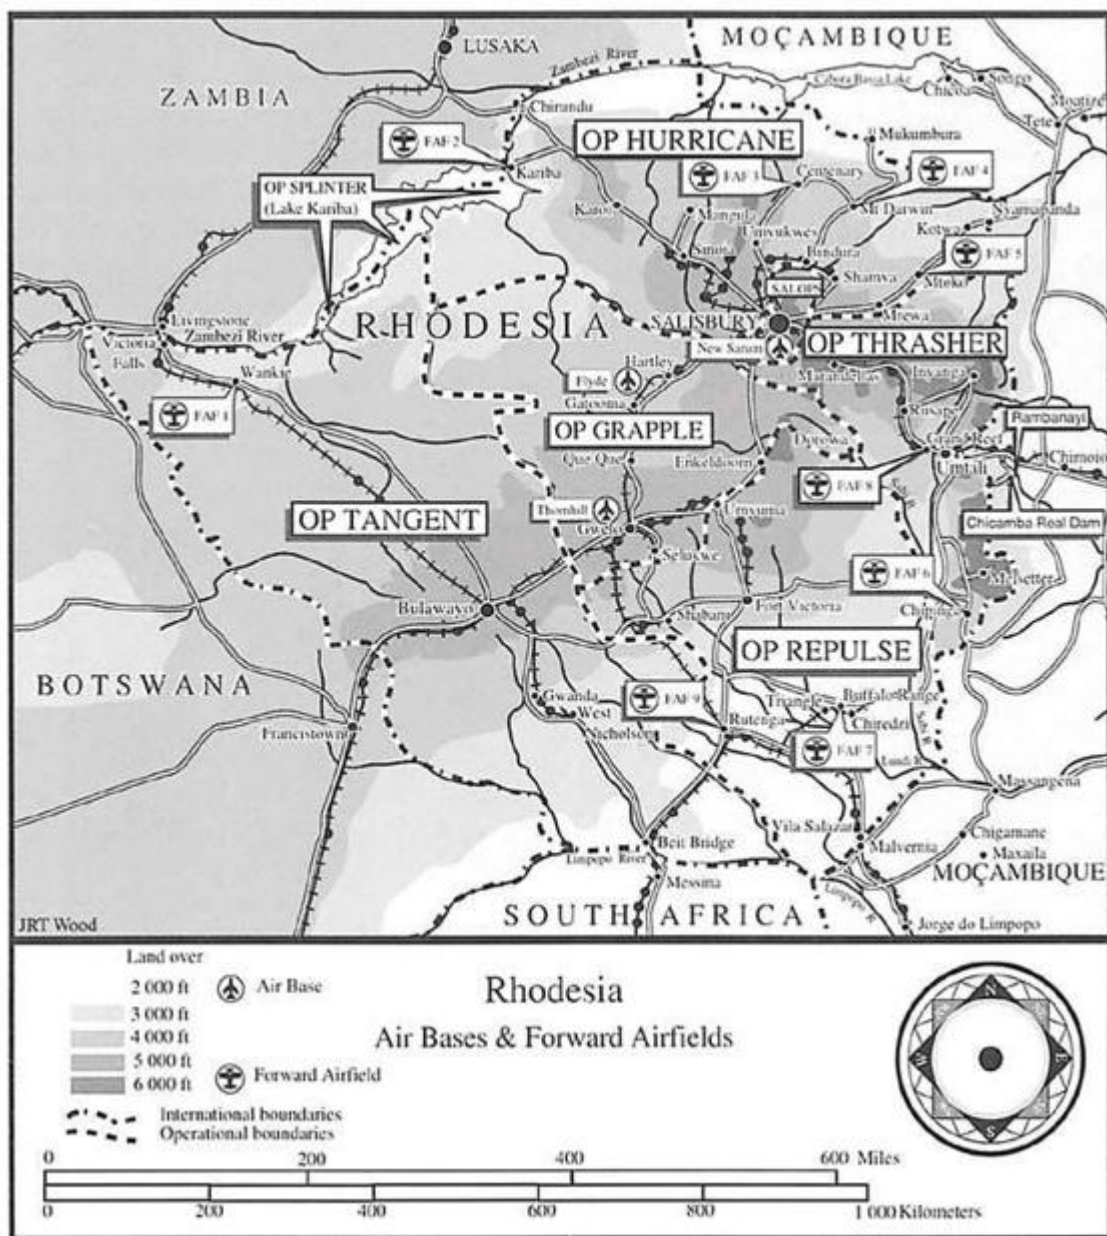 LUSAKA
MOÇAMBIQUE
Zambezi River
Cabora Bassa Lake
Songo
Chicoa
ZAMBIA
Moatize
Tete
Chirundu
OP HURRICANE
Mukumbura
FAF 2
Kariba
FAF 3
Centenary
FAF 4
OP SPLINTER
(Lake Kariba)
Karoi
Mangula
Mt Darwin
Nyamapanda
Kotwa
Umvukwes
Sinoia
Bindura
FAF 5
Shamva
Mtoko
SALOPS
Mrewa
RHODESIA
SALISBURY
Livingstone
Victoria
Falls
Zambezi River
New Sarum
OP THRASHER
Hartley
Wankie
Flyde
Marandellas
Inyanga
Gatooma
FAF 1
Rusape
Rambanayi
OP GRAPPLE
Dorowa
Grand Reef
Umtali
Chimoio
Que Que
Enkeldoorn
FAF 8
Sabi R.
OP TANGENT
Thornhill
Umvuma
Gwelo
Chicamba Real Dam
Selukwe
FAF 6
Melsetter
Bulawayo
Shabani
Fort Victoria
Chipinga
OP REPULSE
BOTSWANA
Gwanda
FAF 9
Triangle
Buffalo Range
West
Nicholson
Chiredzi
Rutenga
Sabi R.
Francistown
FAF 7
Lundi R.
Massangena
Vila Salazar
Chigamane
Beit Bridge
Malvernia
Maxaila
Limpopo River
MOÇAMBIQUE
Messina
Limpopo R.
SOUTH AFRICA
JRT Wood
Jorge do Limpopo
Land over
2 000 ft
3 000 ft
4 000 ft
5 000 ft
6 000 ft
Air Base
Forward Airfield
International boundaries
Operational boundaries
Rhodesia
Air Bases & Forward Airfields
N
W
E
S
0 200 400 600 Miles
0 200 400 600 800 1 000 Kilometers